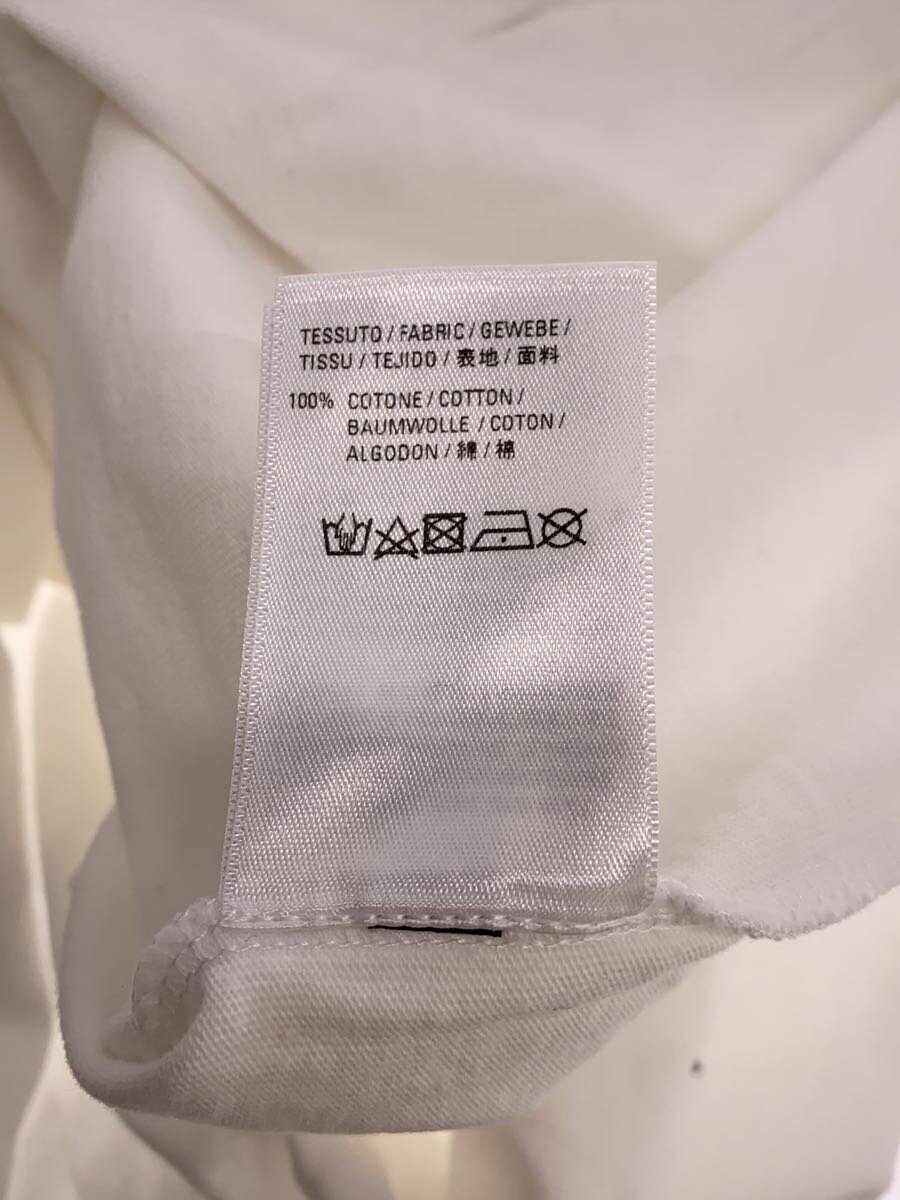 TESSUTO / FABRIC / GEWEBE /
TISSU / TEJIDO / 表地 / 面料
100% COTONE / COTTON /
BAUMWOLLE / COTON /
ALGODON / 綿 / 棉